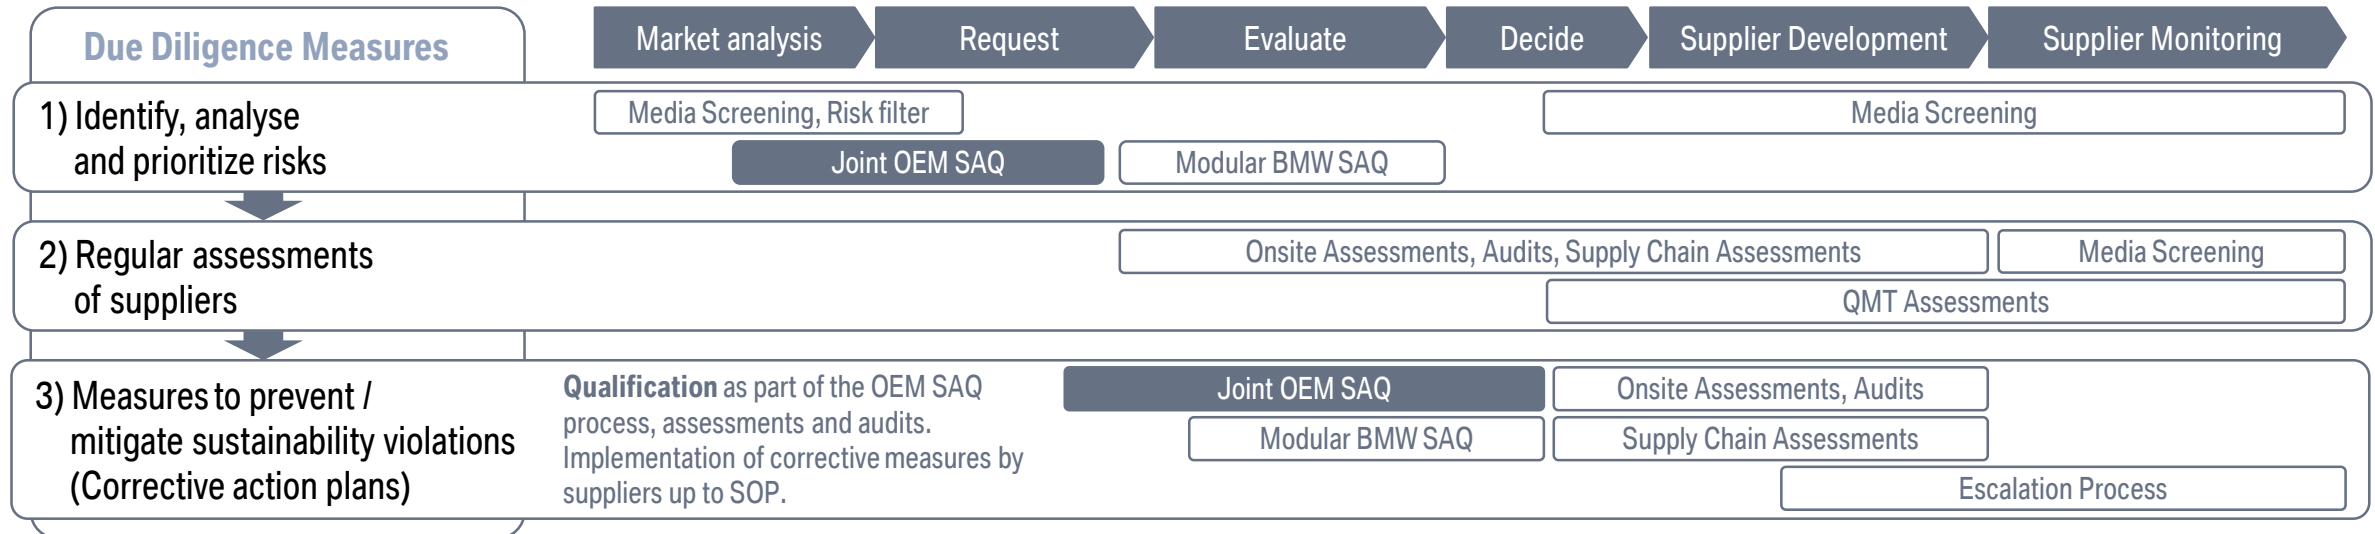 Due Diligence Measures
Market analysis
Request
Evaluate
Decide
Supplier Development
Supplier Monitoring
1) Identify, analyse
and prioritize risks
Media Screening, Risk filter
Media Screening
Joint OEM SAQ
Modular BMW SAQ
2) Regular assessments
of suppliers
Onsite Assessments, Audits, Supply Chain Assessments
Media Screening
QMT Assessments
3) Measures to prevent /
mitigate sustainability violations
(Corrective action plans)
Qualification as part of the OEM SAQ
process, assessments and audits.
Implementation of corrective measures by
suppliers up to SOP.
Joint OEM SAQ
Onsite Assessments, Audits
Modular BMW SAQ
Supply Chain Assessments
Escalation Process